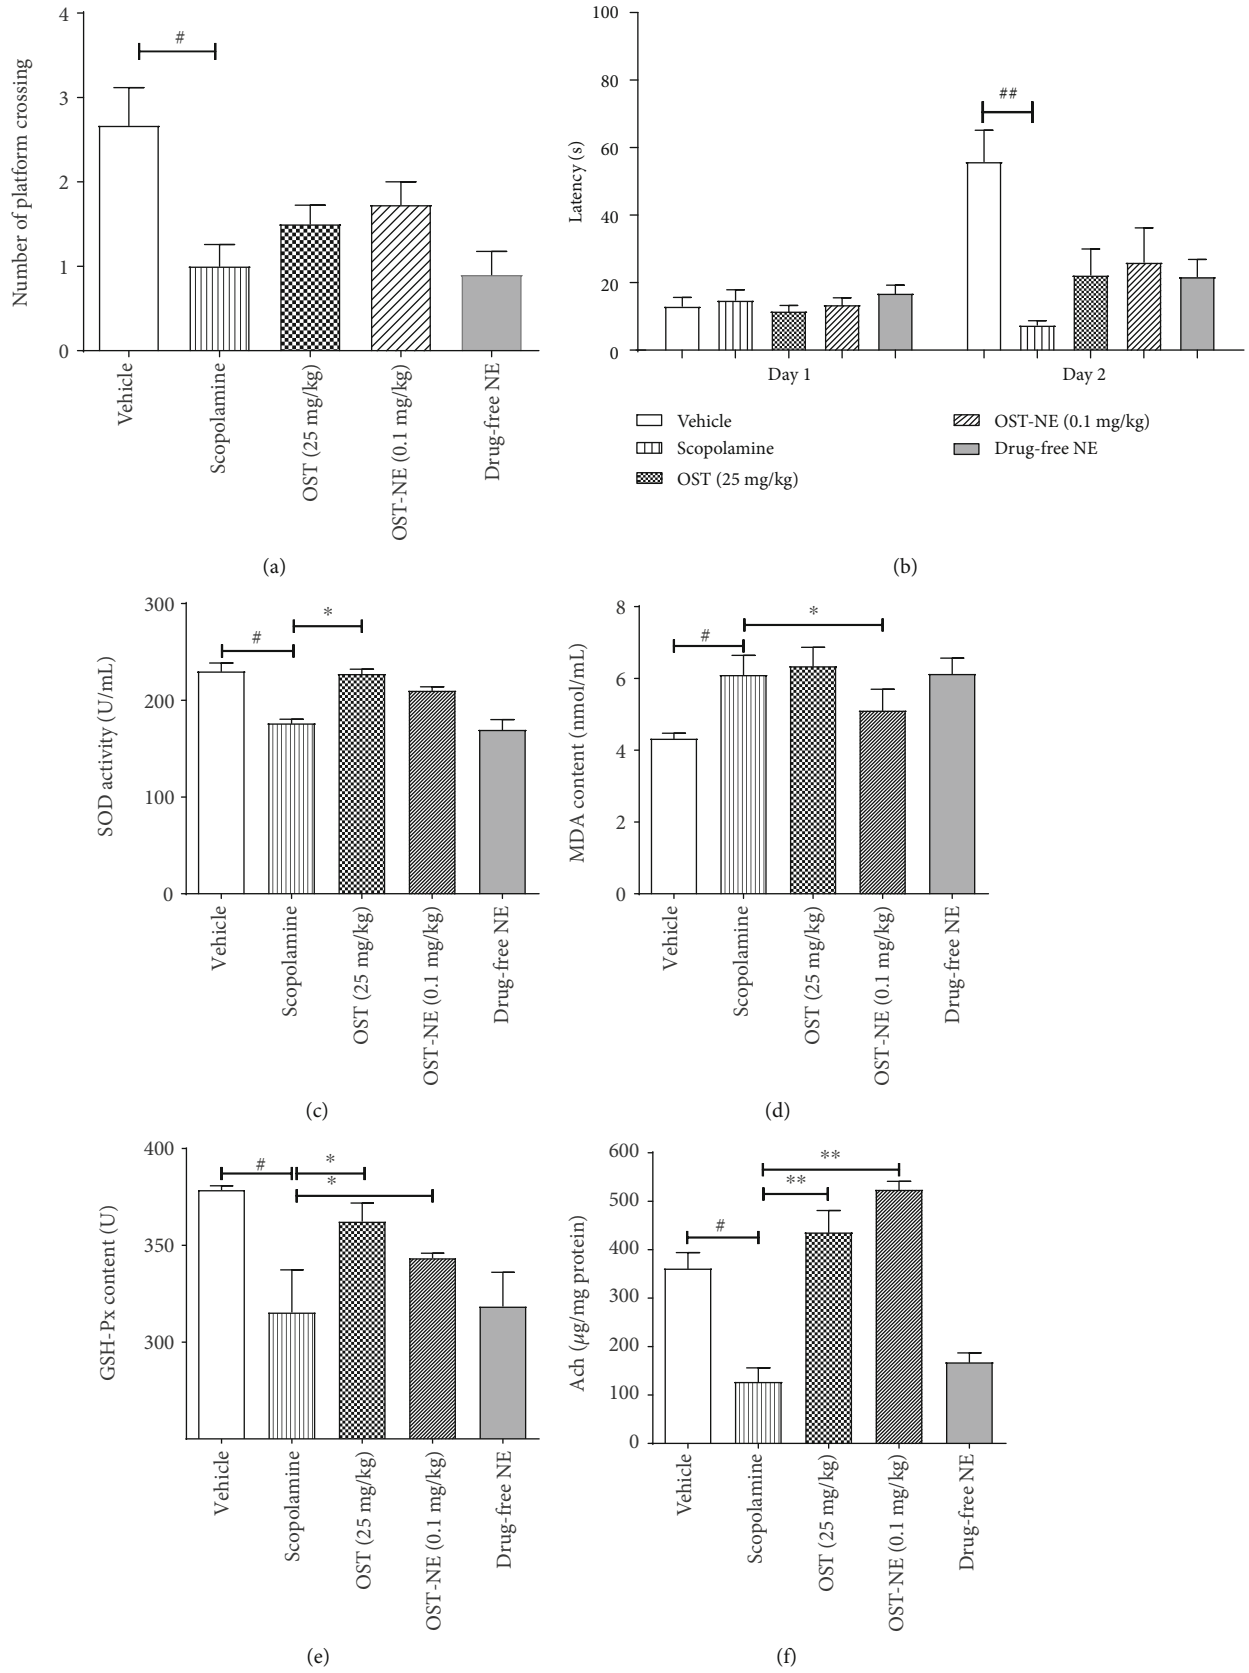 4
3
2
1
0
Number of platform crossing
#
Vehicle
Scopolamine
OST (25 mg/kg)
OST-NE (0.1 mg/kg)
Drug-free NE
(a)
100
80
60
40
20
0
Latency (s)
##
Day 1
Day 2
Vehicle
Scopolamine
OST (25 mg/kg)
OST-NE (0.1 mg/kg)
Drug-free NE
(b)
300
200
100
0
SOD activity (U/mL)
#
*
Vehicle
Scopolamine
OST (25 mg/kg)
OST-NE (0.1 mg/kg)
Drug-free NE
(c)
8
6
4
2
0
MDA content (nmol/mL)
#
*
Vehicle
Scopolamine
OST (25 mg/kg)
OST-NE (0.1 mg/kg)
Drug-free NE
(d)
400
350
300
GSH-Px content (U)
#
*
*
Vehicle
Scopolamine
OST (25 mg/kg)
OST-NE (0.1 mg/kg)
Drug-free NE
(e)
600
500
400
300
200
100
0
Ach (μg/mg protein)
#
**
**
Vehicle
Scopolamine
OST (25 mg/kg)
OST-NE (0.1 mg/kg)
Drug-free NE
(f)